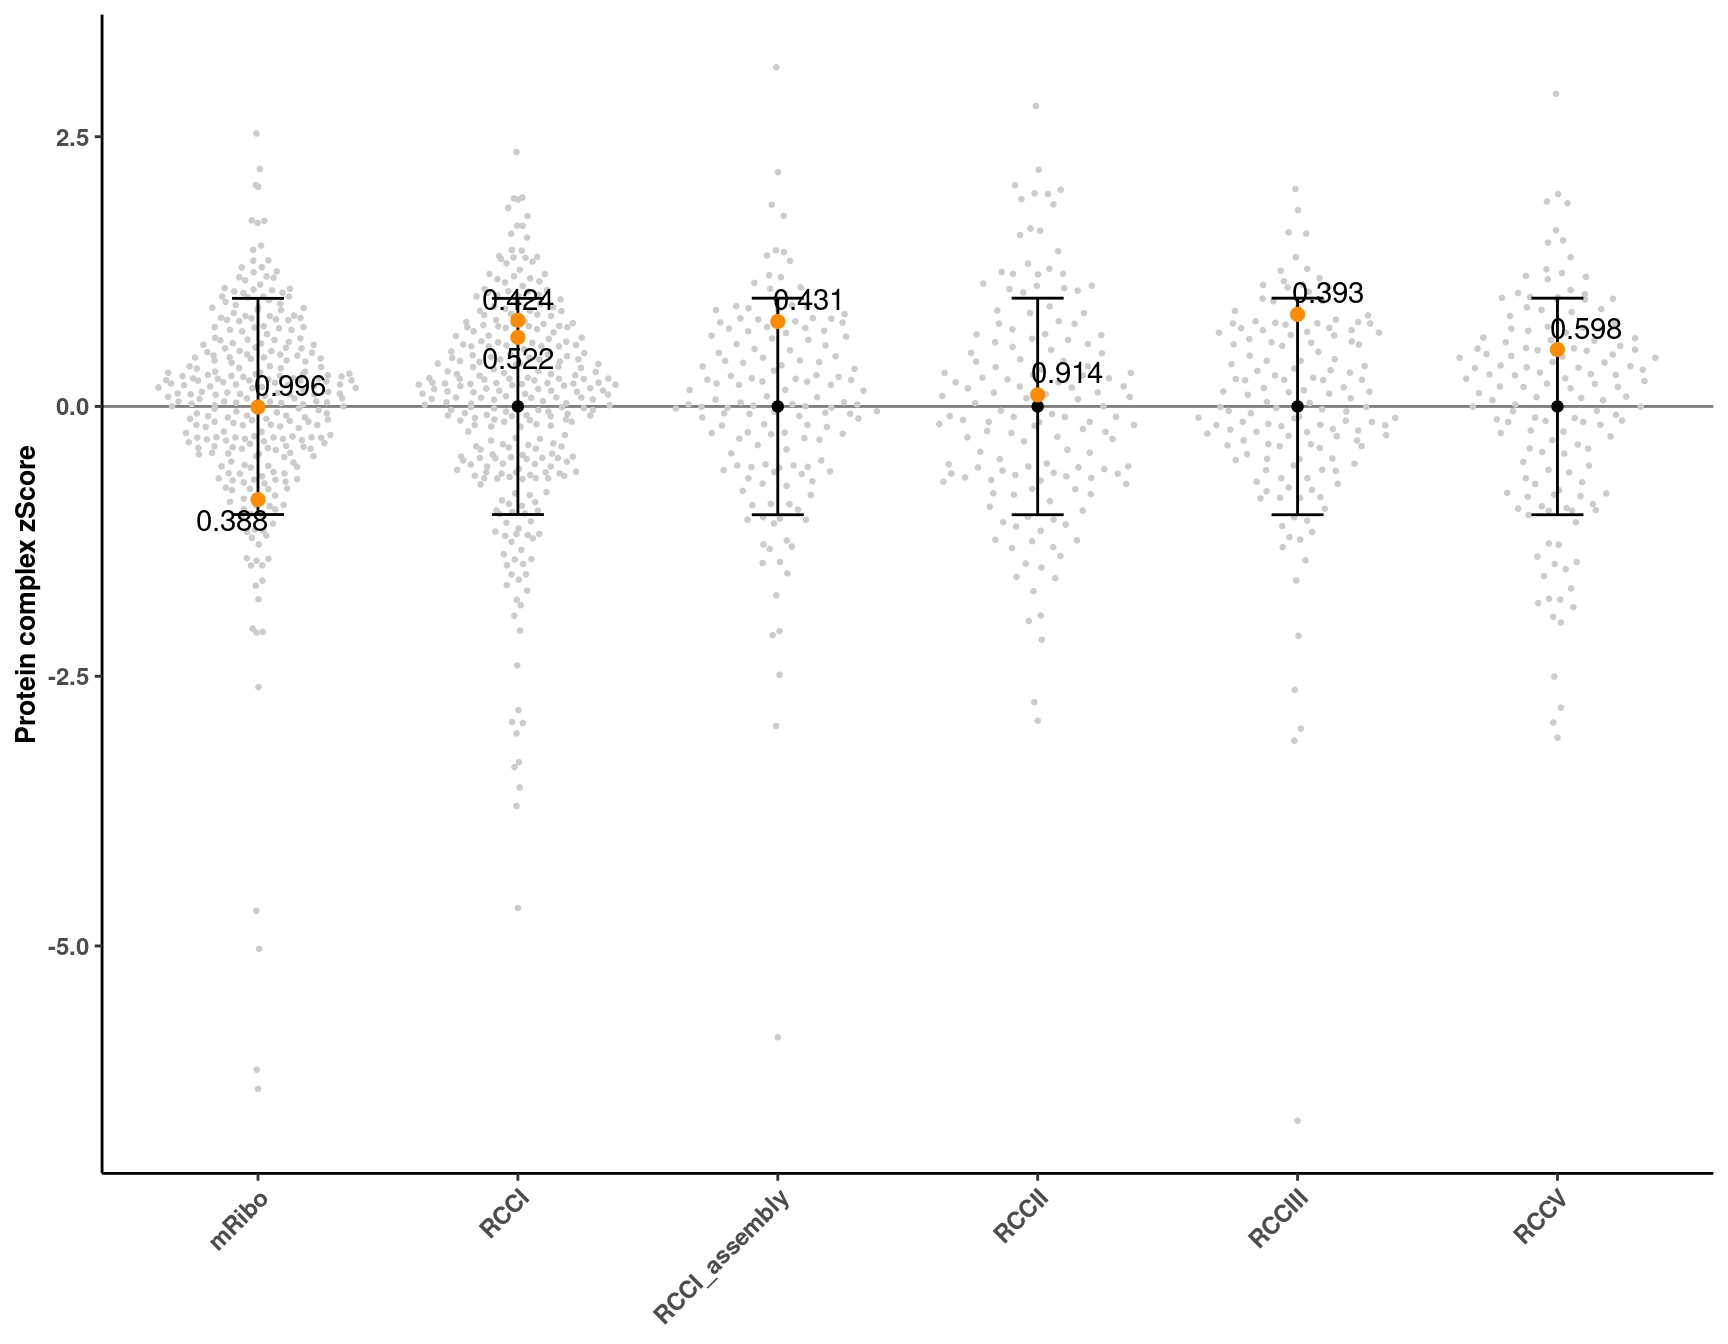 Protein complex zScore
2.5
0.0
-2.5
-5.0
0.996
0.388
0.424
0.522
0.431
0.914
0.393
0.598
mRibo
RCCI
RCCI_assembly
RCCII
RCCIII
RCCV